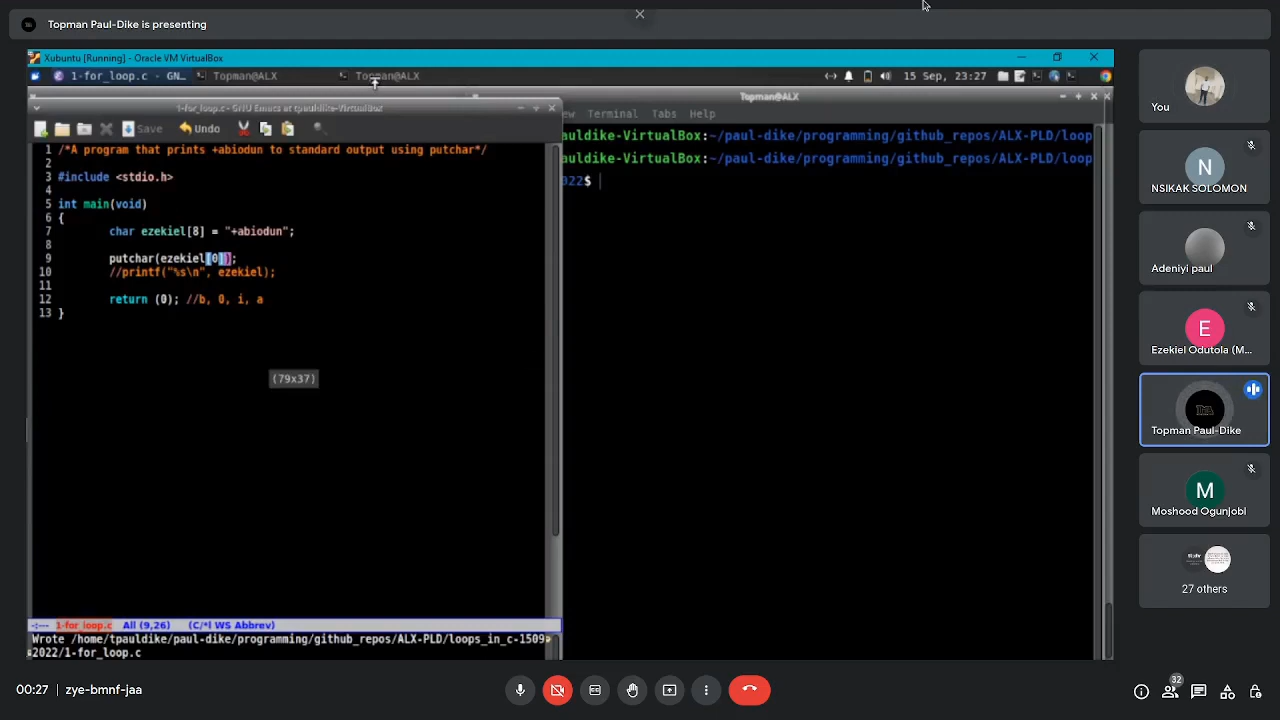 Topman Paul-Dike is presenting
Xubuntu [Running] - Oracle VM VirtualBox
1-for_loop.c - GN...
Topman@ALX
Topman@ALX
15 Sep, 23:27
1-for_loop.c - GNU Emacs at tpauldike-VirtualBox
Topman@ALX
Save
Undo
ew Terminal Tabs Help
1 /*A program that prints +abiodun to standard output using putchar*/
2
3 #include <stdio.h>
4
5 int main(void)
6 {
7 char ezekiel[8] = "+abiodun";
8
9 putchar(ezekiel[0]);
10 //printf("%s\n", ezekiel);
11
12 return (0); //b, 0, i, a
13 }
(79x37)
-:--- 1-for_loop.c All (9,26) (C/*l WS Abbrev)
Wrote /home/tpauldike/paul-dike/programming/github_repos/ALX-PLD/loops_in_c-1509
2022/1-for_loop.c
auldike-VirtualBox:~/paul-dike/programming/github_repos/ALX-PLD/loop
auldike-VirtualBox:~/paul-dike/programming/github_repos/ALX-PLD/loop
022$
You
N
NSIKAK SOLOMON
Adeniyi paul
E
Ezekiel Odutola (M...
Topman Paul-Dike
M
Moshood Ogunjobi
27 others
00:27 | zye-bmnf-jaa
32